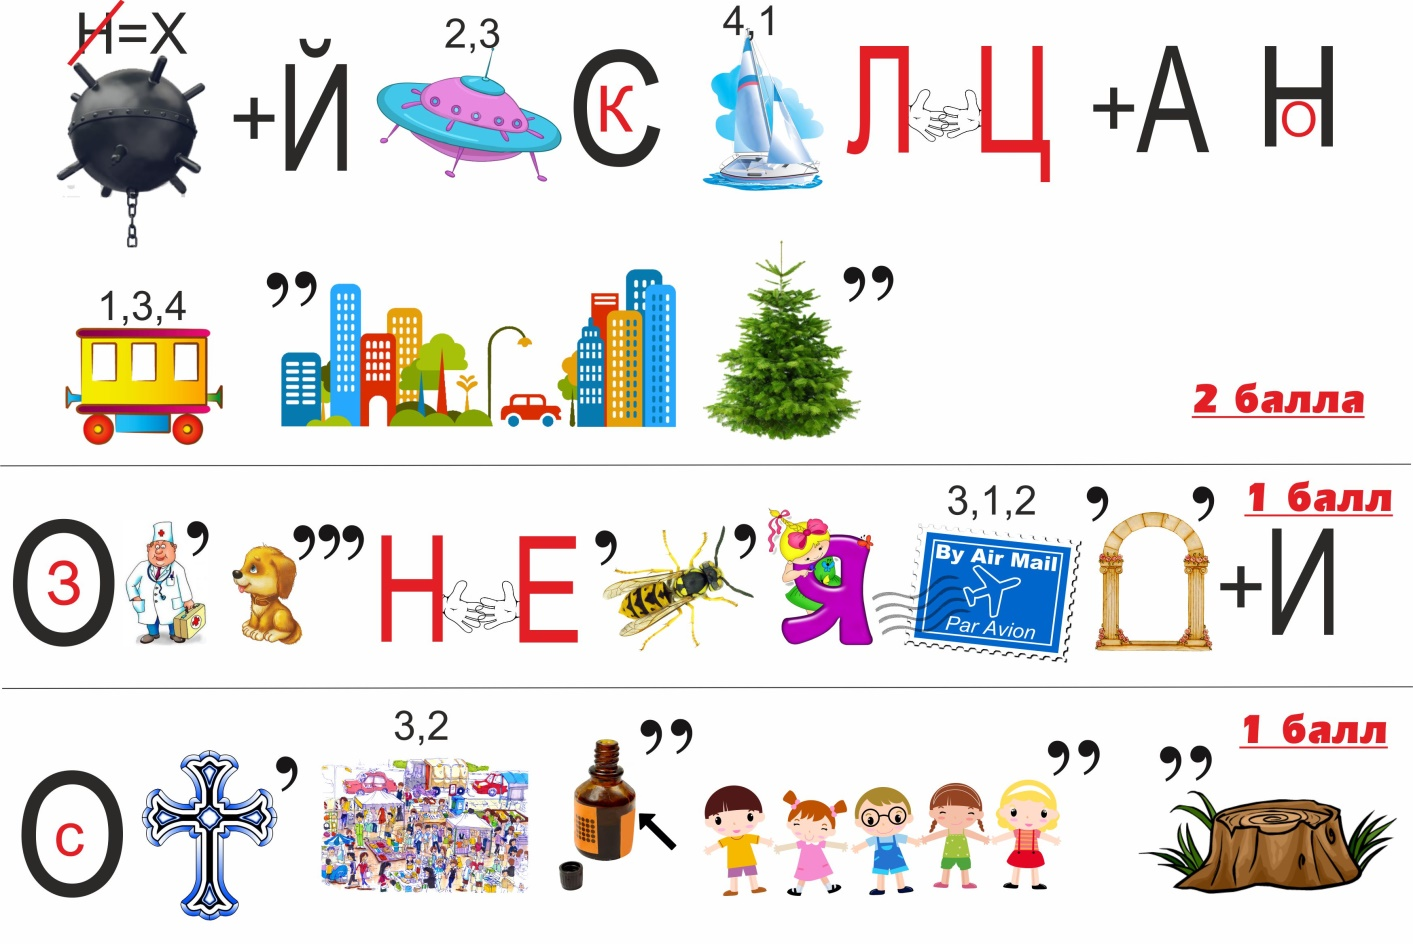 Н=Х
+Й
2,3
С
К
4,1
Л Ц
+А
Н
О
1,3,4
,,
,,
2 балла
1 балл
О
З
,
,,,
Н Е
,
,
Я
3,1,2
By Air Mail
Par Avion
,
,
+И
1 балл
О
с
,
3,2
,,
,,
,,